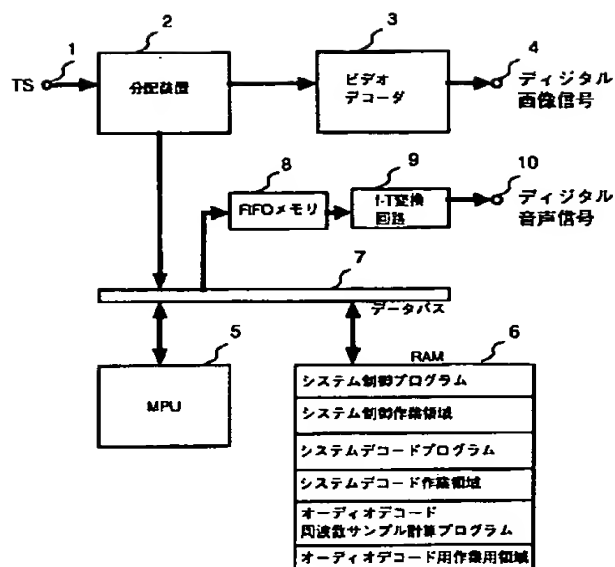 2
3
1
4
TS
分配装置
ビデオ
デコーダ
ディジタル
画像信号
8
9
10
FIFOメモリ
f-T変換
回路
ディジタル
音声信号
7
データバス
5
6
RAM
MPU
システム制御プログラム
システム制御作業領域
システムデコードプログラム
システムデコード作業領域
オーディオデコード
周波数サンプル計算プログラム
オーディオデコード用作業用領域